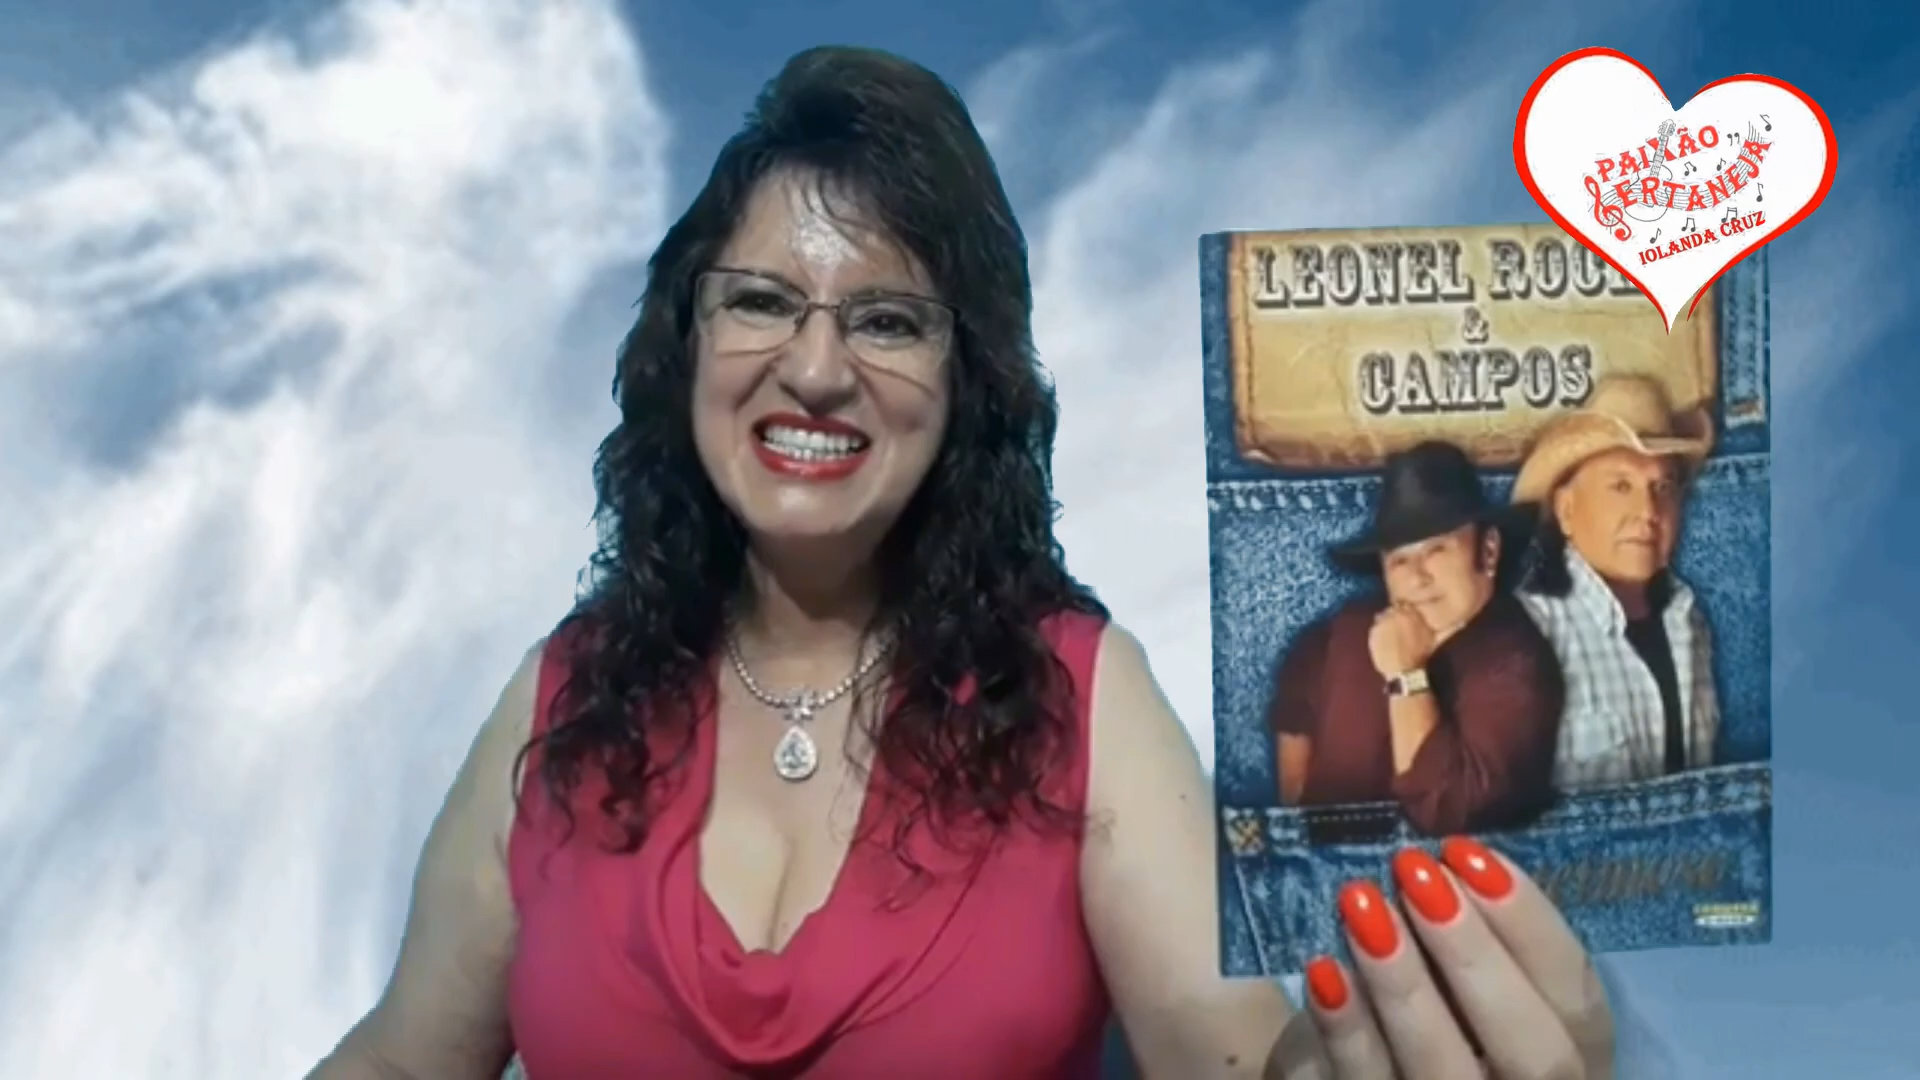 PAIXÃO
SERTANEJA
IOLANDA CRUZ
LEONEL ROC
&
CAMPOS